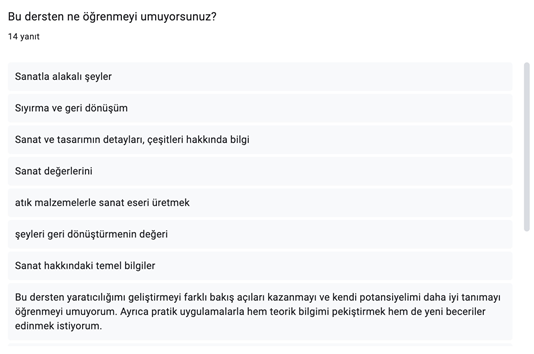 Bu dersten ne öğrenmeyi umuyorsunuz?
14 yanıt
Sanatla alakalı şeyler
Sıyırma ve geri dönüşüm
Sanat ve tasarımın detayları, çeşitleri hakkında bilgi
Sanat değerlerini
atık malzemelerle sanat eseri üretmek
şeyleri geri dönüştürmenin değeri
Sanat hakkındaki temel bilgiler
Bu dersten yaratıcılığımı geliştirmeyi farklı bakış açıları kazanmayı ve kendi potansiyelimi daha iyi tanımayı
öğrenmeyi umuyorum. Ayrıca pratik uygulamalarla hem teorik bilgimi pekiştirmek hem de yeni beceriler
edinmek istiyorum.